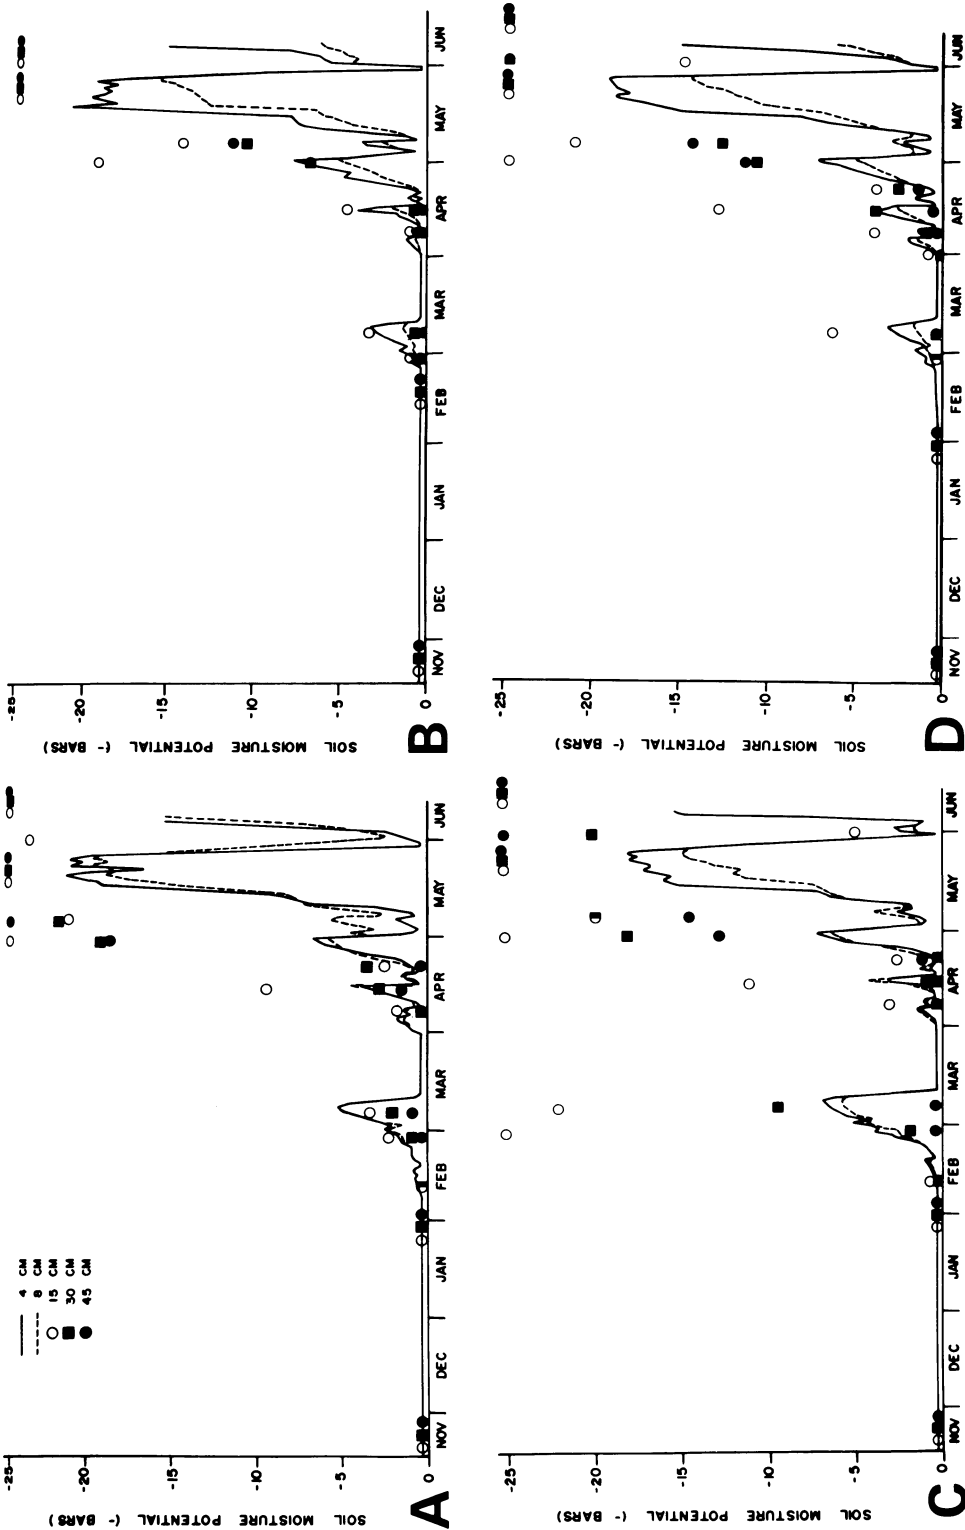 A
SOIL MOISTURE POTENTIAL (- BARS)
-25
-20
-15
-10
-5
0
4 CM
8 CM
15 CM
30 CM
45 CM
NOV
DEC
JAN
FEB
MAR
APR
MAY
JUN
B
SOIL MOISTURE POTENTIAL (- BARS)
-25
-20
-15
-10
-5
0
NOV
DEC
JAN
FEB
MAR
APR
MAY
JUN
C
SOIL MOISTURE POTENTIAL (- BARS)
-25
-20
-15
-10
-5
0
NOV
DEC
JAN
FEB
MAR
APR
MAY
JUN
D
SOIL MOISTURE POTENTIAL (- BARS)
-25
-20
-15
-10
-5
0
NOV
DEC
JAN
FEB
MAR
APR
MAY
JUN